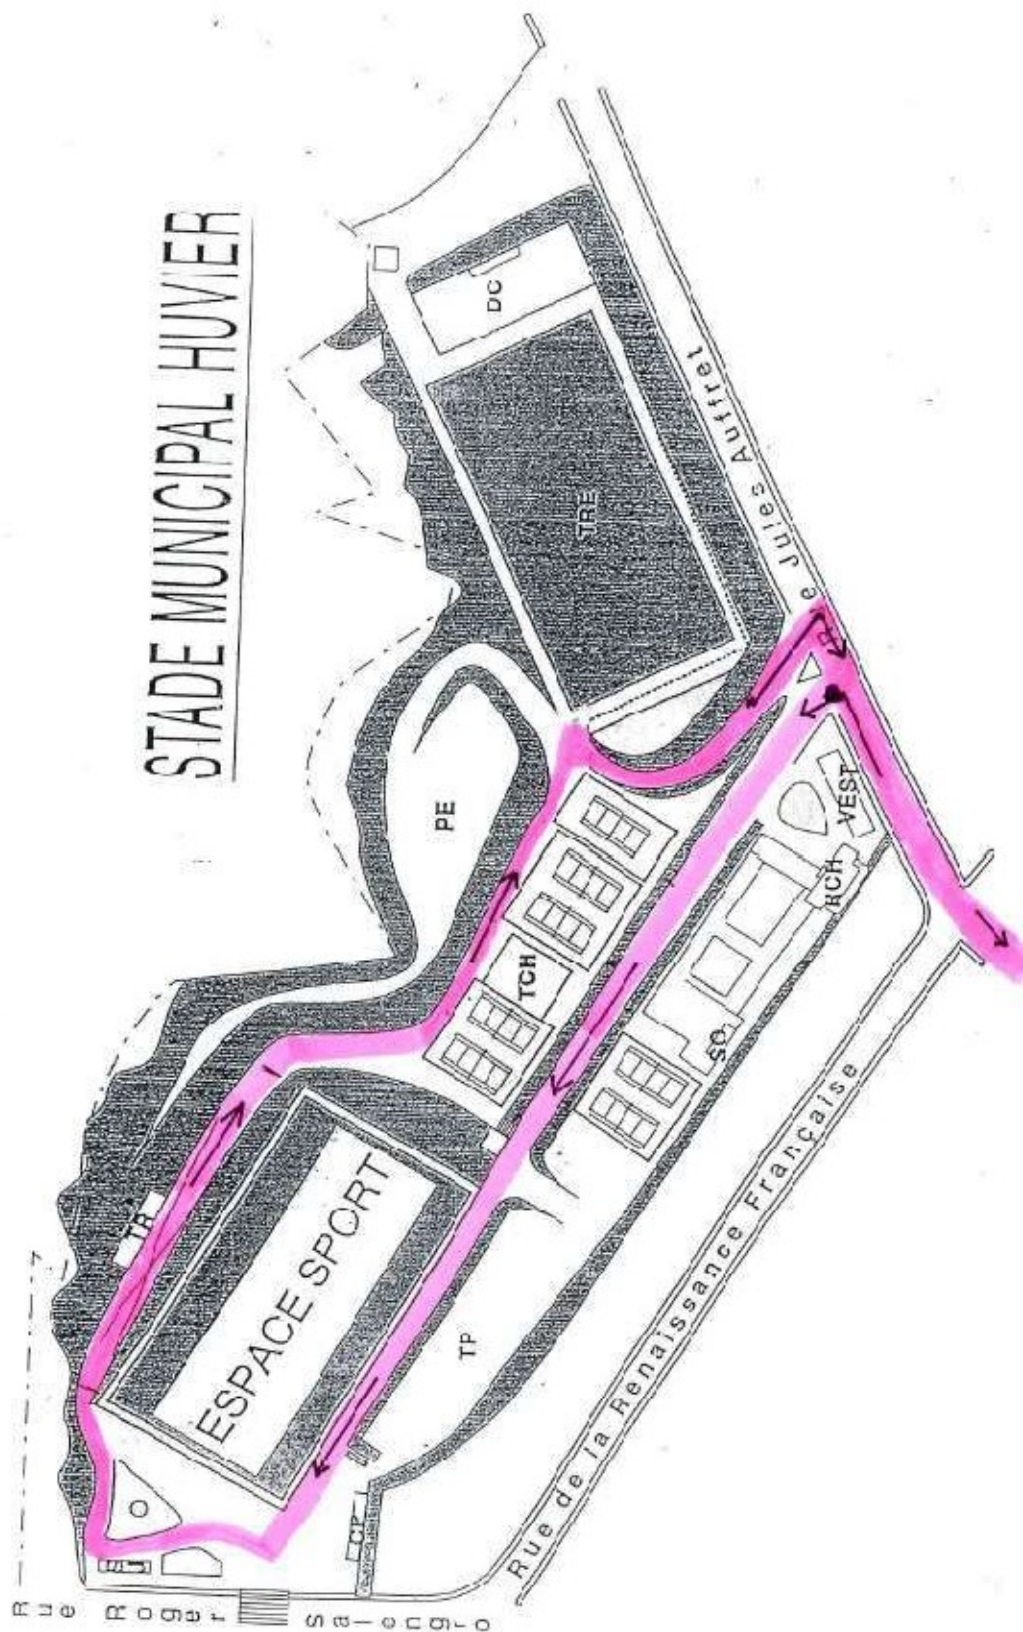 STADE MUNICIPAL HUVIER
DC
TRE
Jules Auffret
PE
VEST
RCH
TCH
SO
TR
ESPACE SPORT
TP
CP
Rue de la Renaissance Française
Rue Roger Salengro